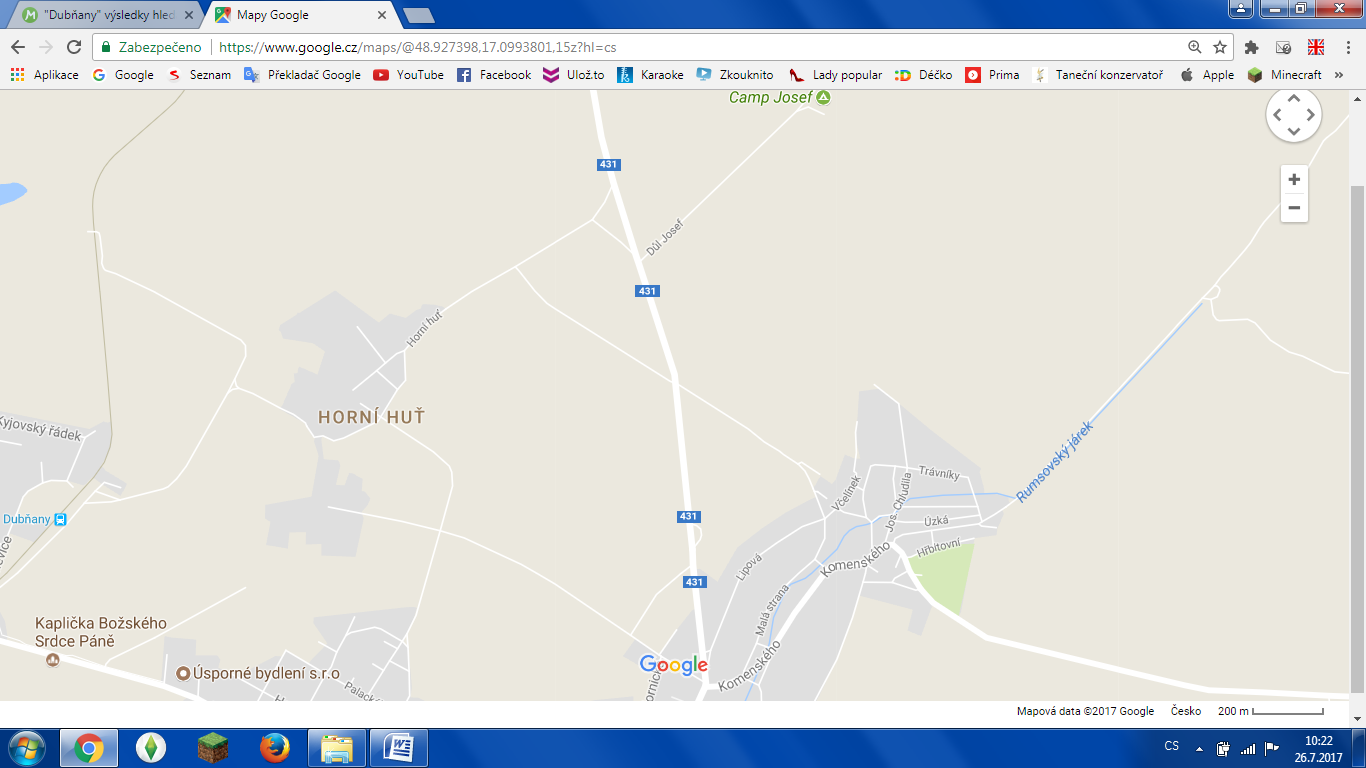 "Dubňany" výsledky hled
Mapy Google
Zabezpečeno
https://www.google.cz/maps/@48.927398,17.0993801,15z?hl=cs
Aplikace
Google
Seznam
Překladač Google
YouTube
Facebook
Ulož.to
Karaoke
Zkouknito
Lady popular
Déčko
Prima
Taneční konzervatoř
Apple
Minecraft
»
Camp Josef
431
Důl Josef
431
Horní huť
HORNÍ HUŤ
Kyjovský řádek
Rumsovský járek
Trávníky
Včelínek
Jos. Chludila
Dubňany
431
Úzká
Hřbitovní
evice
Komenského
Lipová
431
Malá strana
Kaplička Božského
Srdce Páně
Google
Komenského
Úsporné bydlení s.r.o
Palack
ornic
Mapová data ©2017 Google
Česko
200 m
CS
10:22
26.7.2017